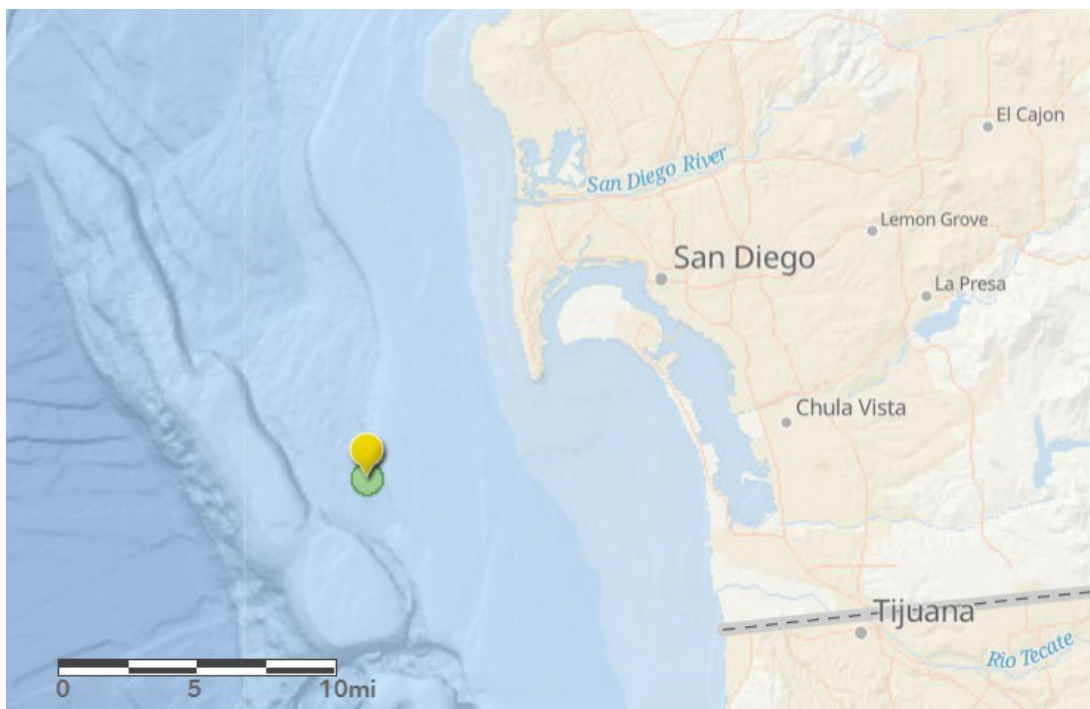 El Cajon
San Diego River
Lemon Grove
San Diego
La Presa
Chula Vista
Tijuana
Rio Tecate
0 5 10mi